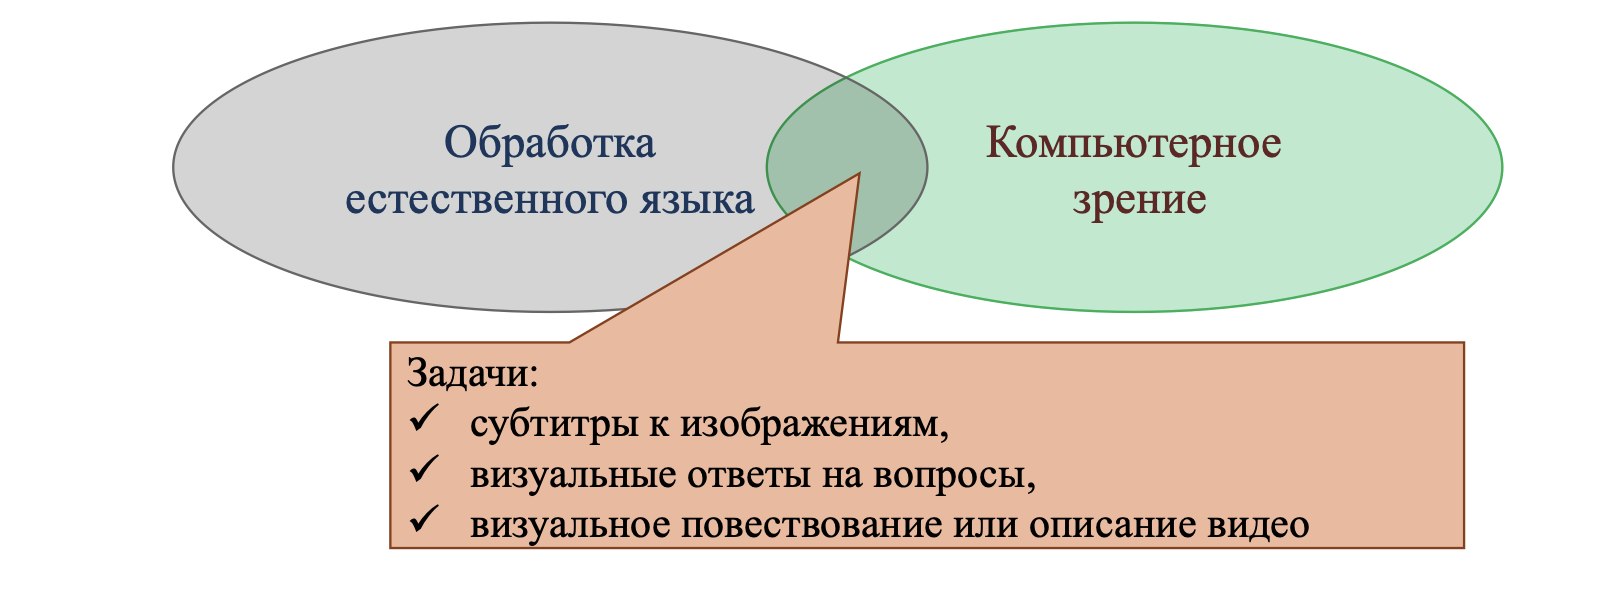 Обработка
естественного языка
Компьютерное
зрение
Задачи:
✓ субтитры к изображениям,
✓ визуальные ответы на вопросы,
✓ визуальное повествование или описание видео